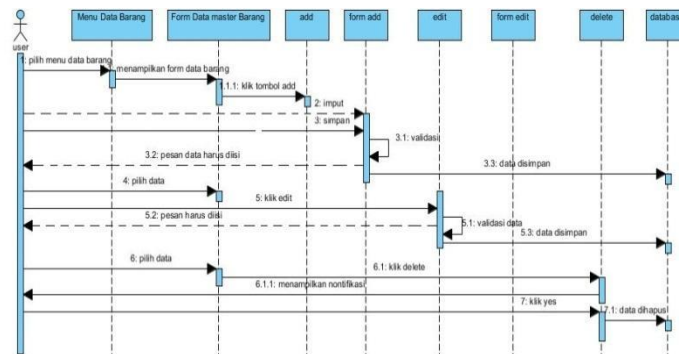 Menu Data Barang
Form Data master Barang
add
form add
edit
form edit
delete
database
user
1: pilih menu data barang
menampilkan form data barang
1.1.1: klik tombol add
2: imput
3: simpan
3.1: validasi
3.2: pesan data harus diisi
3.3: data disimpan
4: pilih data
5: klik edit
5.1: validasi data
5.2: pesan harus diisi
5.3: data disimpan
6: pilih data
6.1: klik delete
6.1.1: menampilkan nontifikasi
7: klik yes
7.1: data dihapus